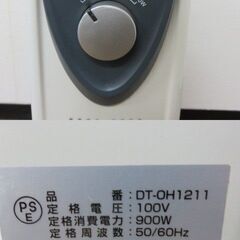 PS
E
品 番:DT-OH1211
定 格 電 圧:100V
定格消費電力:900W
定 格 周 波 数:50/60Hz